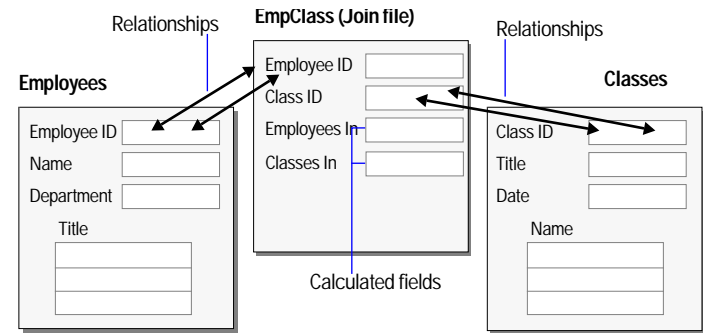 EmpClass (Join file)
Relationships
Relationships
Employees
Classes
Employee ID
Class ID
Employees In
Classes In
Employee ID
Name
Department
Title
Class ID
Title
Date
Name
Calculated fields